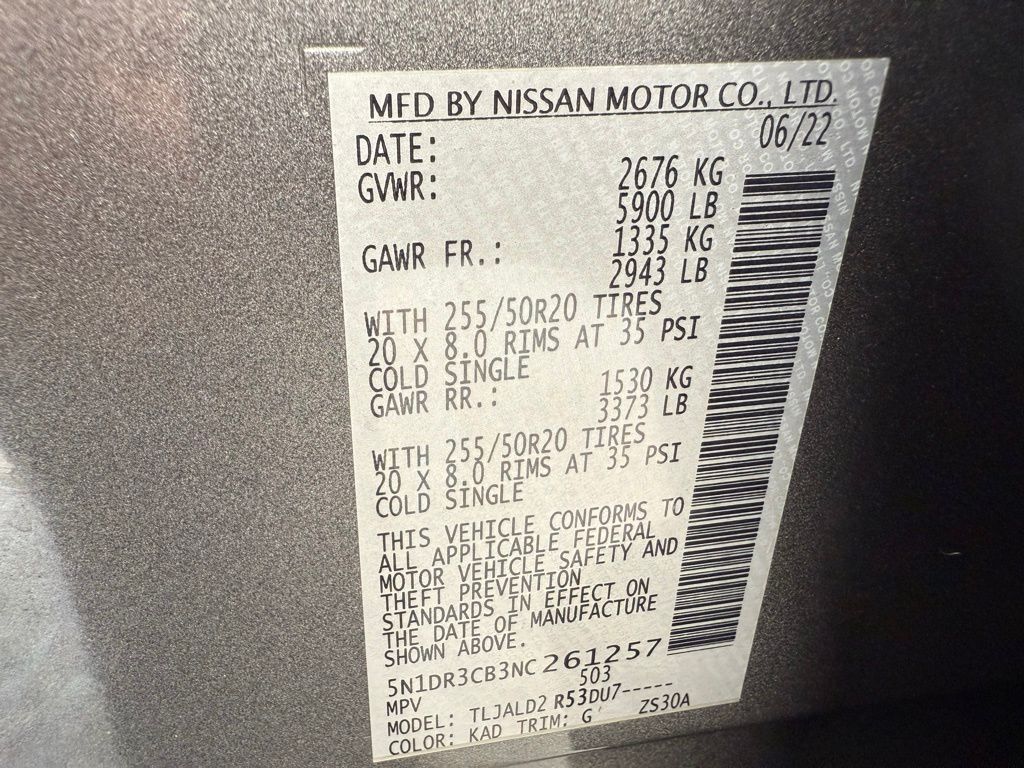 MFD BY NISSAN MOTOR CO., LTD.
DATE: 06/22
GVWR: 2676 KG
5900 LB
GAWR FR.: 1335 KG
2943 LB
WITH 255/50R20 TIRES
20 X 8.0 RIMS AT 35 PSI
COLD SINGLE
GAWR RR.: 1530 KG
3373 LB
WITH 255/50R20 TIRES
20 X 8.0 RIMS AT 35 PSI
COLD SINGLE
THIS VEHICLE CONFORMS TO
ALL APPLICABLE FEDERAL
MOTOR VEHICLE SAFETY AND
THEFT PREVENTION
STANDARDS IN EFFECT ON
THE DATE OF MANUFACTURE
SHOWN ABOVE.
5N1DR3CB3NC261257
MPV 503
MODEL: TLJALD2 R53DU7-----
COLOR: KAD TRIM: G ZS30A